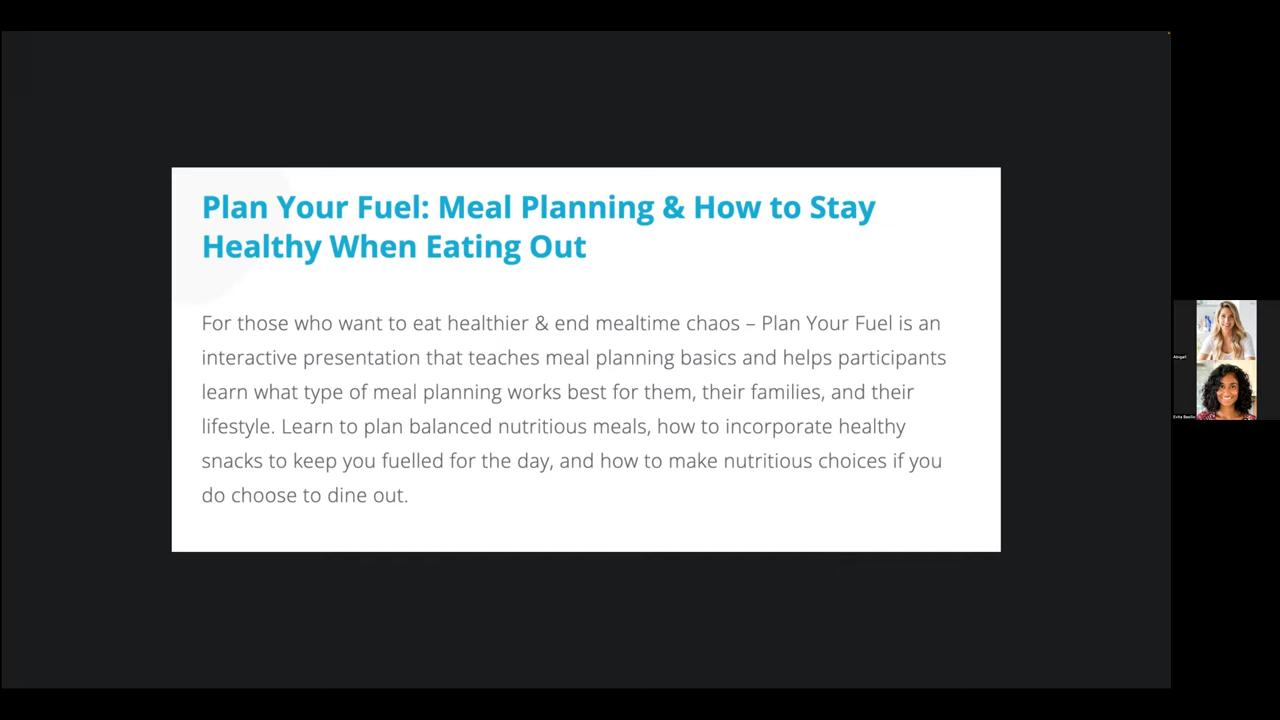 Plan Your Fuel: Meal Planning & How to Stay
Healthy When Eating Out
For those who want to eat healthier & end mealtime chaos – Plan Your Fuel is an
interactive presentation that teaches meal planning basics and helps participants
learn what type of meal planning works best for them, their families, and their
lifestyle. Learn to plan balanced nutritious meals, how to incorporate healthy
snacks to keep you fuelled for the day, and how to make nutritious choices if you
do choose to dine out.
Abigail
Evita Basilio